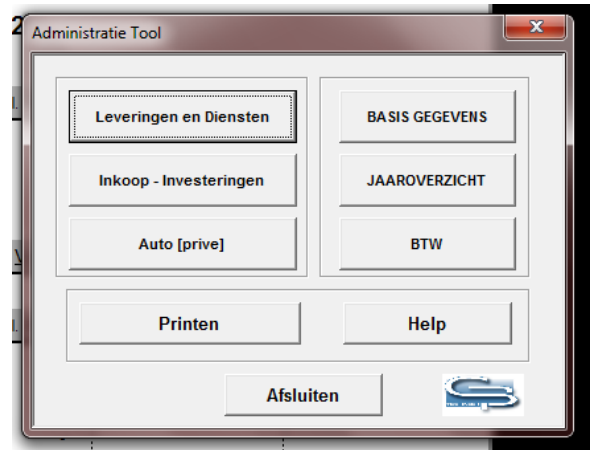 Administratie Tool
Leveringen en Diensten
BASIS GEGEVENS
Inkoop - Investeringen
JAAROVERZICHT
Auto [prive]
BTW
Printen
Help
Afsluiten